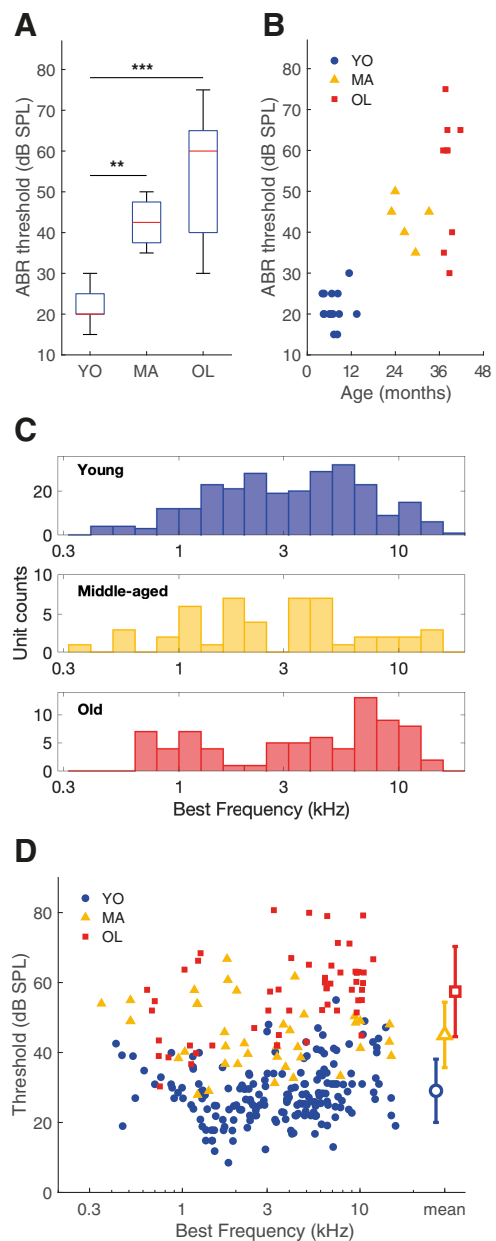 A
ABR threshold (dB SPL)
80
70
60
50
40
30
20
10
***
**
YO MA OL
B
YO
MA
OL
ABR threshold (dB SPL)
80
70
60
50
40
30
20
10
0 12 24 36 48
Age (months)
C
Unit counts
Young
20
0
0.3 1 3 10
Middle-aged
10
5
0
0.3 1 3 10
Old
10
5
0
0.3 1 3 10
Best Frequency (kHz)
D
YO
MA
OL
Threshold (dB SPL)
80
60
40
20
0
0.3 1 3 10 mean
Best Frequency (kHz)